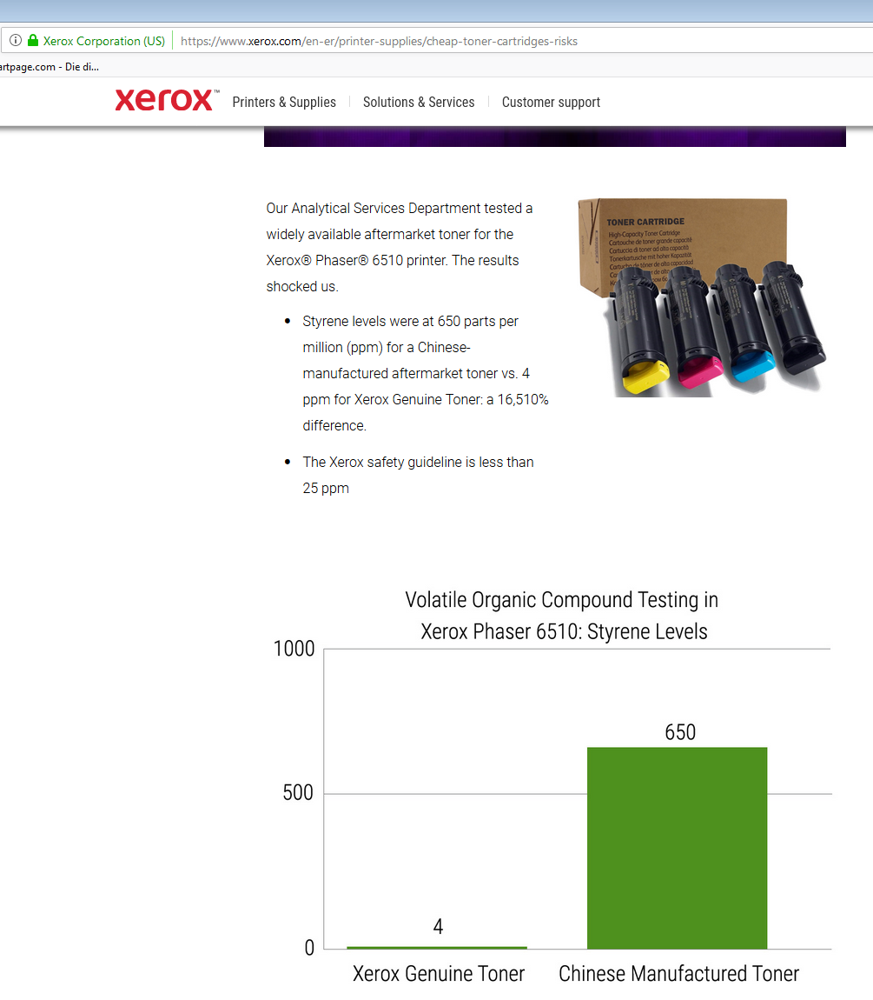 Xerox Corporation (US) https://www.xerox.com/en-er/printer-supplies/cheap-toner-cartridges-risks
artpage.com - Die di...
xerox™ Printers & Supplies Solutions & Services Customer support
Our Analytical Services Department tested a
widely available aftermarket toner for the
Xerox® Phaser® 6510 printer. The results
shocked us.
• Styrene levels were at 650 parts per
million (ppm) for a Chinese-
manufactured aftermarket toner vs. 4
ppm for Xerox Genuine Toner: a 16,510%
difference.
• The Xerox safety guideline is less than
25 ppm
TONER CARTRIDGE
High-Capacity Toner Cartridge
Cartouche de toner grande capacité
Cartuccia di toner ad alta capacità
Tonerkartusche mit hoher Kapazität
Cartucho de tóner de alta capacidad
Volatile Organic Compound Testing in
Xerox Phaser 6510: Styrene Levels
1000
650
500
4
0
Xerox Genuine Toner Chinese Manufactured Toner